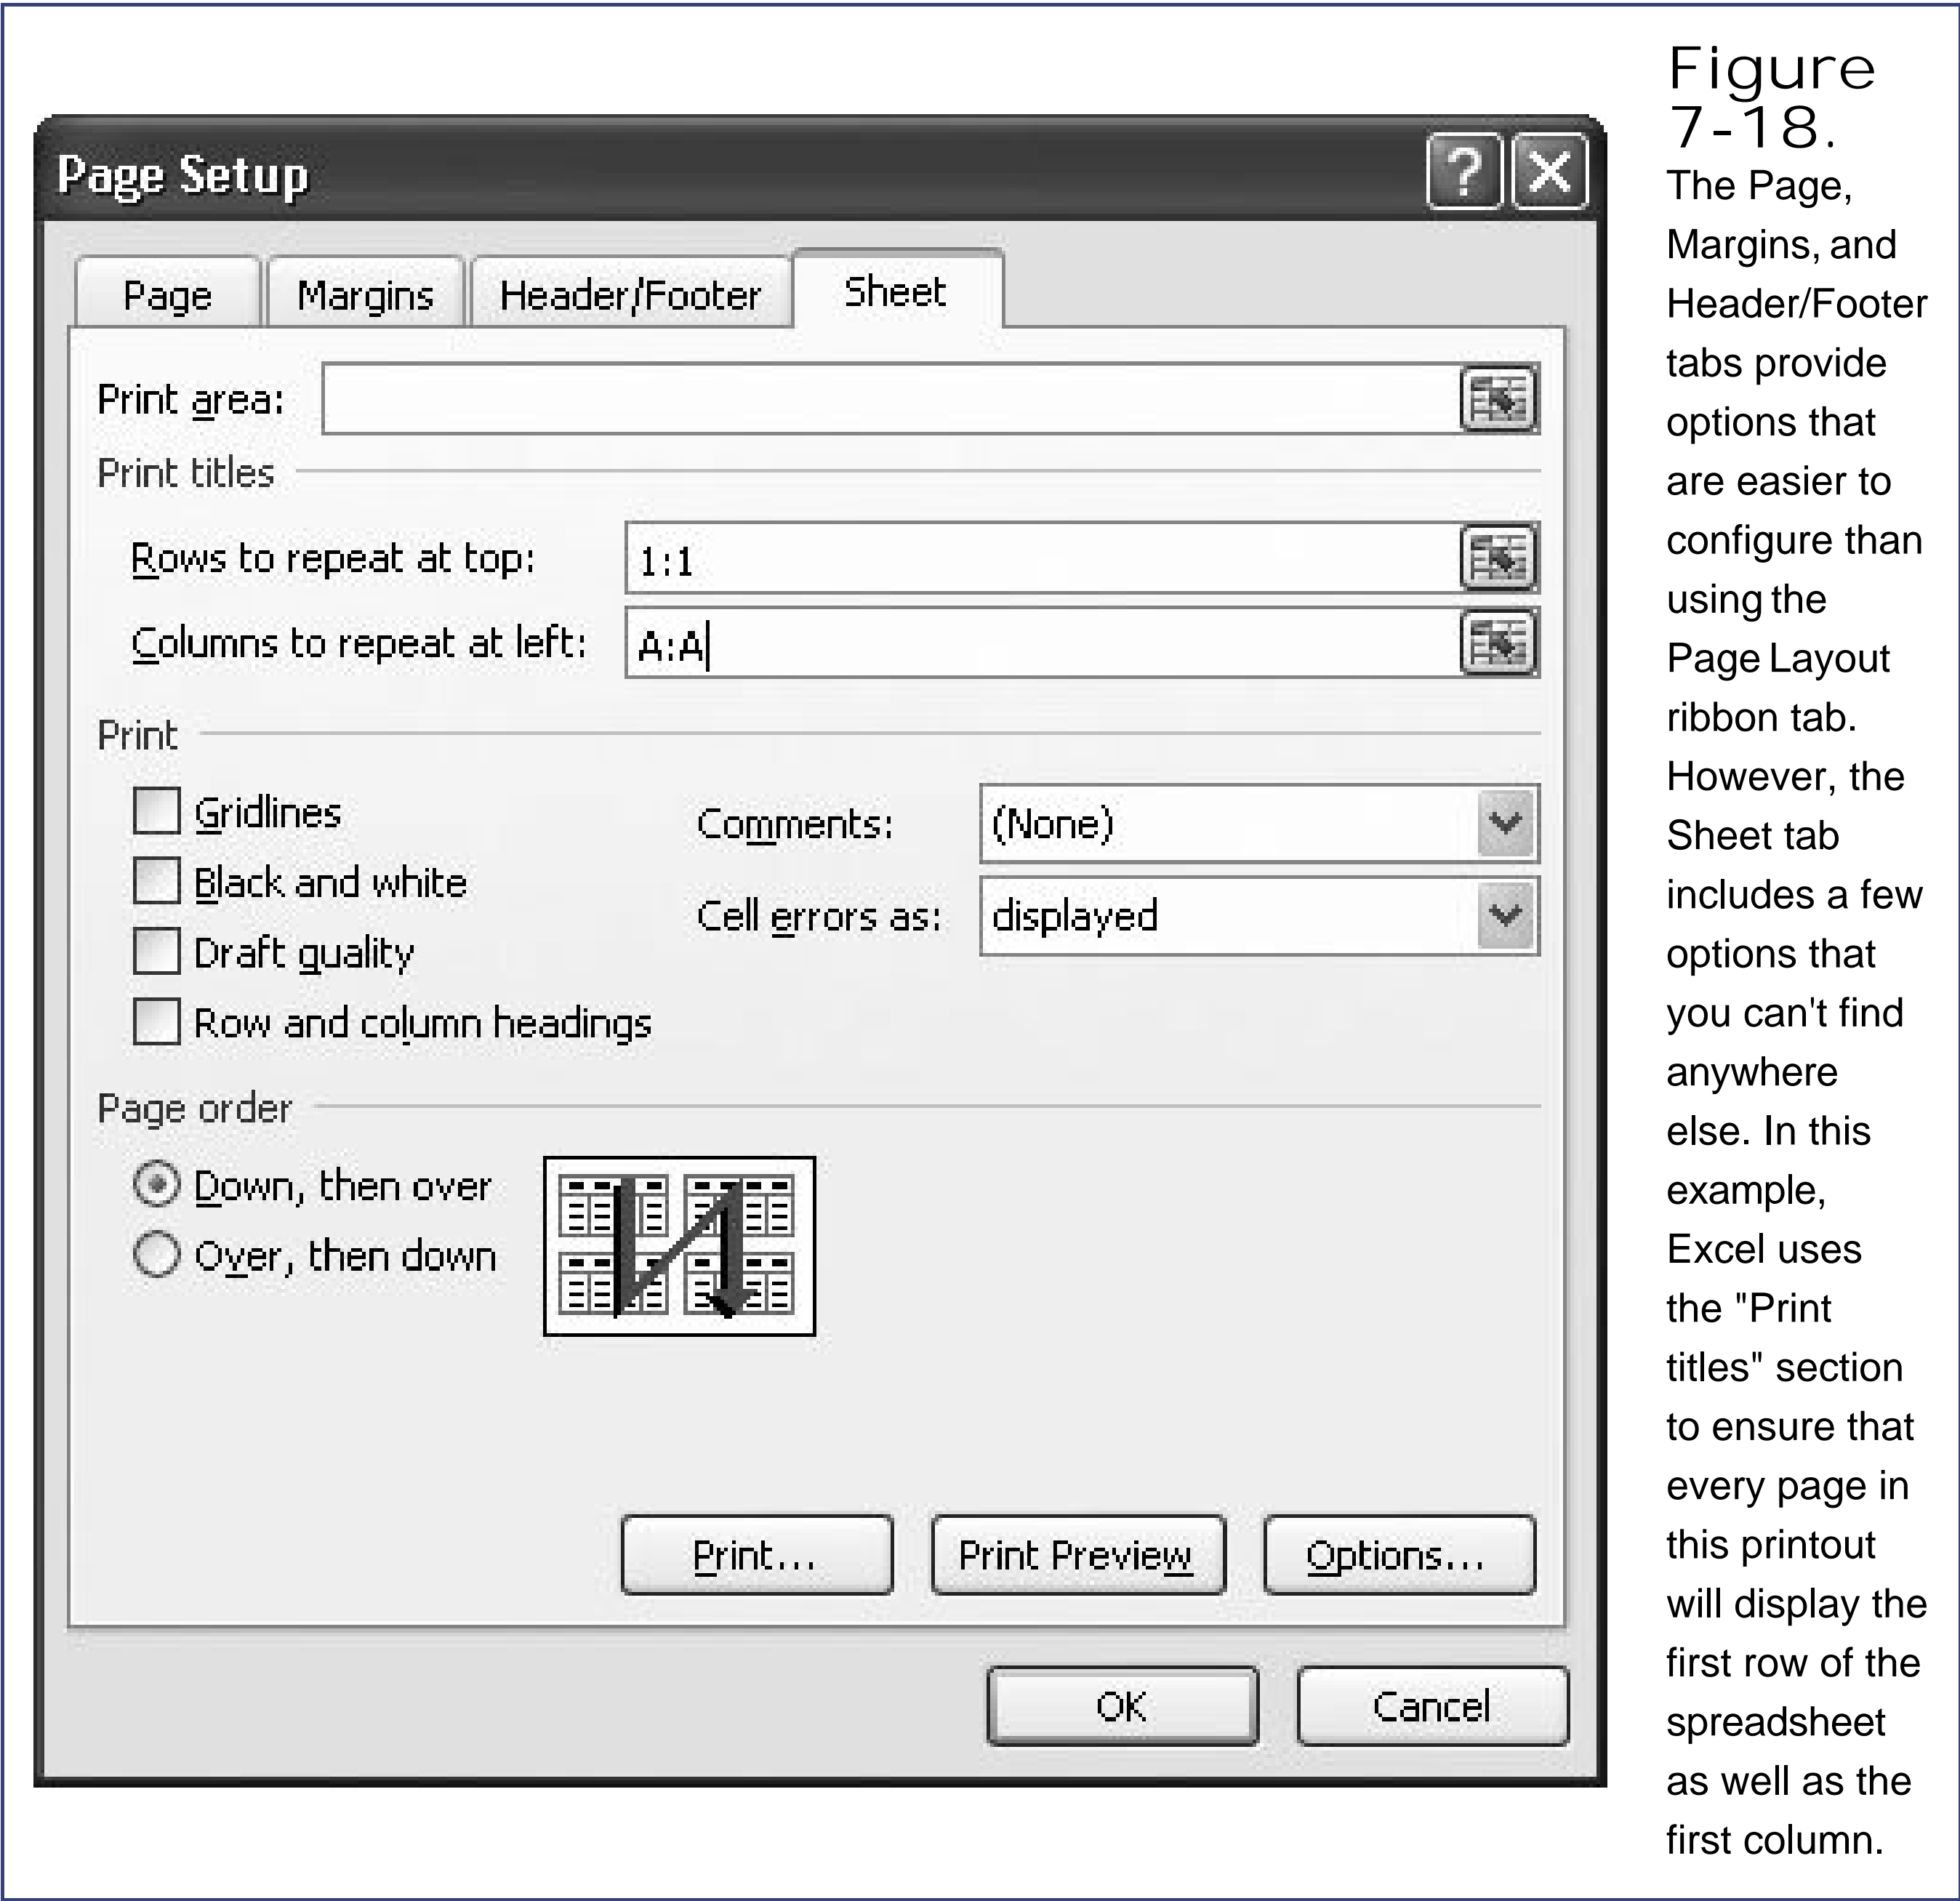 Page Setup
Page Margins Header/Footer Sheet
Print area:
Print titles
Rows to repeat at top: 1:1
Columns to repeat at left: A:A
Print
Gridlines
Black and white
Draft quality
Row and column headings
Comments: (None)
Cell errors as: displayed
Page order
Down, then over
Over, then down
Print... Print Preview Options...
OK Cancel
Figure
7-18.
The Page,
Margins, and
Header/Footer
tabs provide
options that
are easier to
configure than
using the
Page Layout
ribbon tab.
However, the
Sheet tab
includes a few
options that
you can't find
anywhere
else. In this
example,
Excel uses
the "Print
titles" section
to ensure that
every page in
this printout
will display the
first row of the
spreadsheet
as well as the
first column.